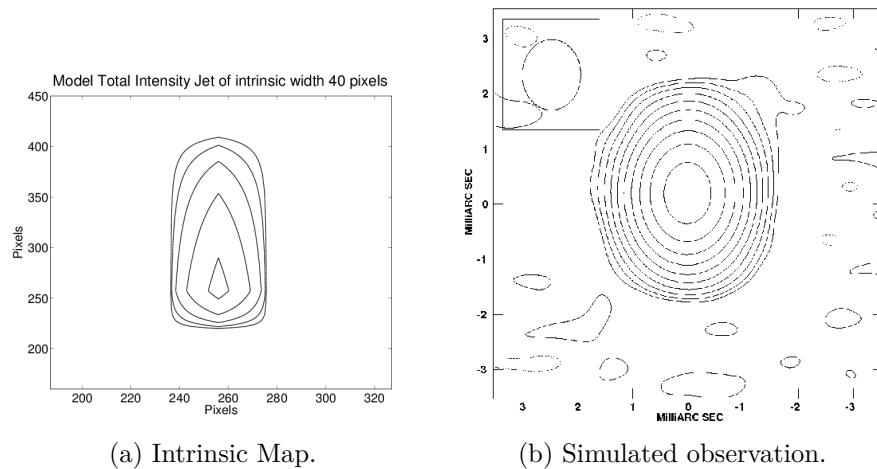 Model Total Intensity Jet of intrinsic width 40 pixels
450
400
350
300
250
200
Pixels
200 220 240 260 280 300 320
Pixels
(a) Intrinsic Map.
3
2
1
0
-1
-2
-3
MilliARC SEC
3 2 1 0 -1 -2 -3
MilliARC SEC
(b) Simulated observation.